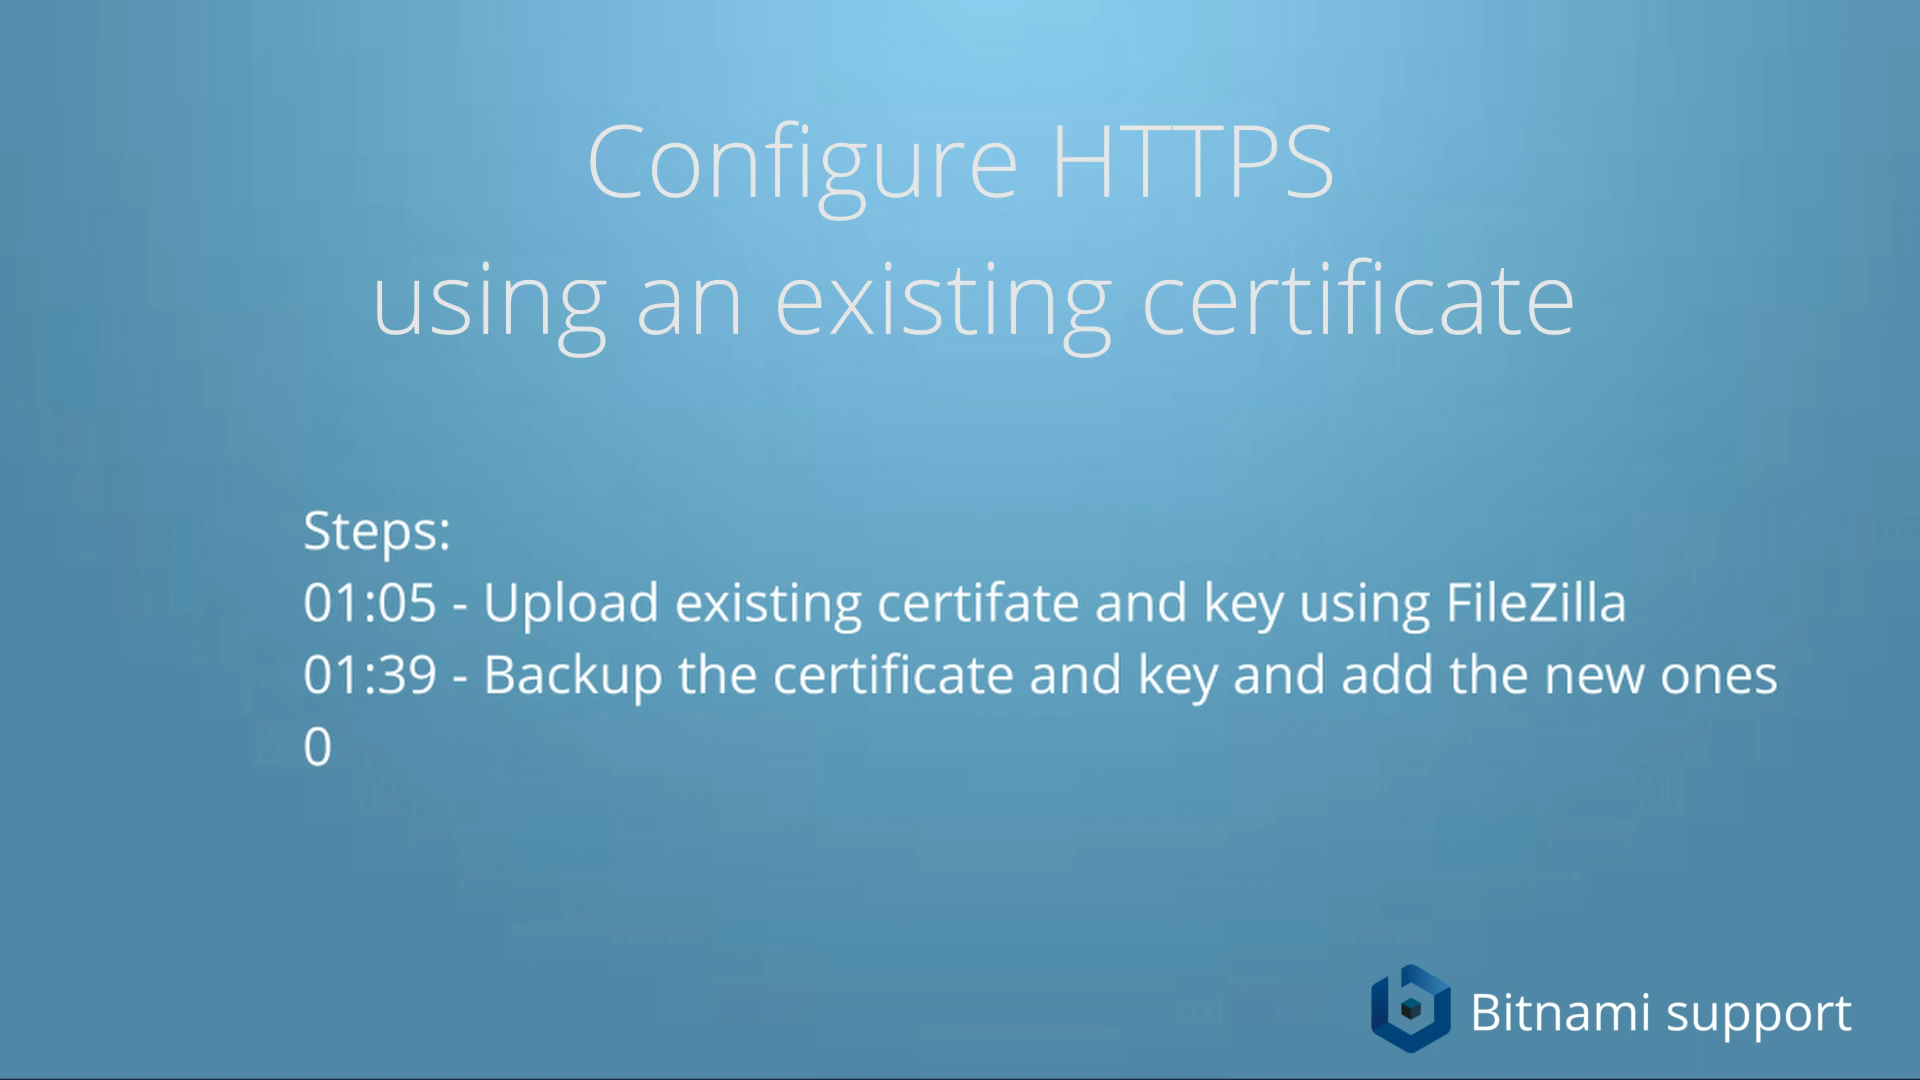 Configure HTTPS
using an existing certificate
Steps:
01:05 - Upload existing certifate and key using FileZilla
01:39 - Backup the certificate and key and add the new ones
0
Bitnami support